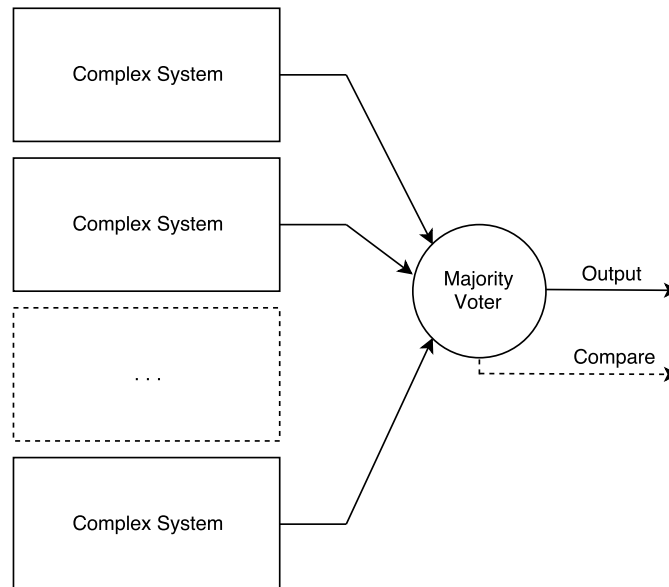 Complex System
Complex System
. . .
Complex System
Majority
Voter
Output
Compare